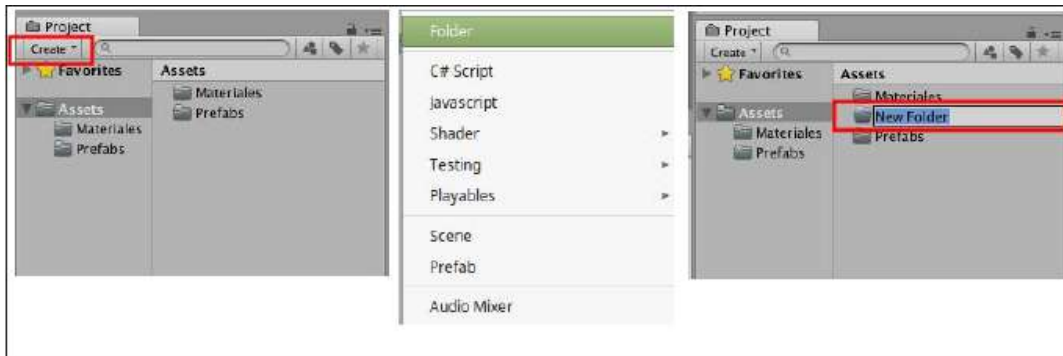 Project
Create
Favorites
Assets
Materiales
Prefabs
Assets
Materiales
Prefabs
Folder
C# Script
Javascript
Shader
Testing
Playables
Scene
Prefab
Audio Mixer
Project
Create
Favorites
Assets
Materiales
Prefabs
Assets
Materiales
New Folder
Prefabs